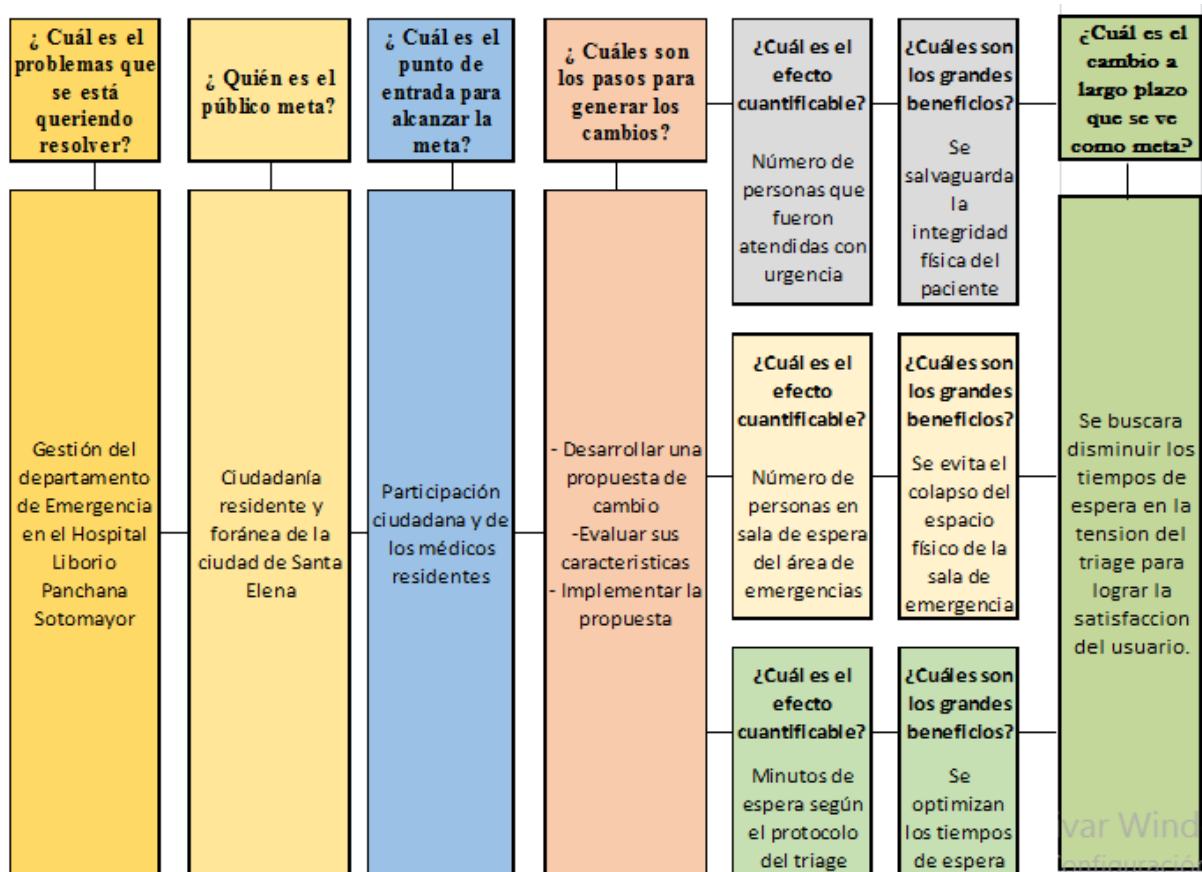 ¿ Cuál es el
problemas que
se está
queriendo
resolver?
Gestión del
departamento
de Emergencia
en el Hospital
Liborio
Panchana
Sotomayor
¿ Quién es el
público meta?
Ciudadanía
residente y
foránea de la
ciudad de Santa
Elena
¿ Cuál es el
punto de
entrada para
alcanzar la
meta?
Participación
ciudadana y de
los médicos
residentes
¿ Cuáles son
los pasos para
generar los
cambios?
- Desarrollar una
propuesta de
cambio
-Evaluar sus
caracteristicas
- Implementar la
propuesta
¿Cuál es el
efecto
cuantificable?
Número de
personas que
fueron
atendidas con
urgencia
¿Cuáles son
los grandes
beneficios?
Se
salvaguarda
la
integridad
física del
paciente
¿Cuál es el
efecto
cuantificable?
Número de
personas en
sala de espera
del área de
emergencias
¿Cuáles son
los grandes
beneficios?
Se evita el
colapso del
espacio
físico de la
sala de
emergencia
¿Cuál es el
efecto
cuantificable?
Minutos de
espera según
el protocolo
del triage
¿Cuáles son
los grandes
beneficios?
Se
optimizan
los tiempos
de espera
¿Cuál es el
cambio a
largo plazo
que se ve
como meta?
Se buscara
disminuir los
tiempos de
espera en la
tension del
triage para
lograr la
satisfaccion
del usuario.
var Wind